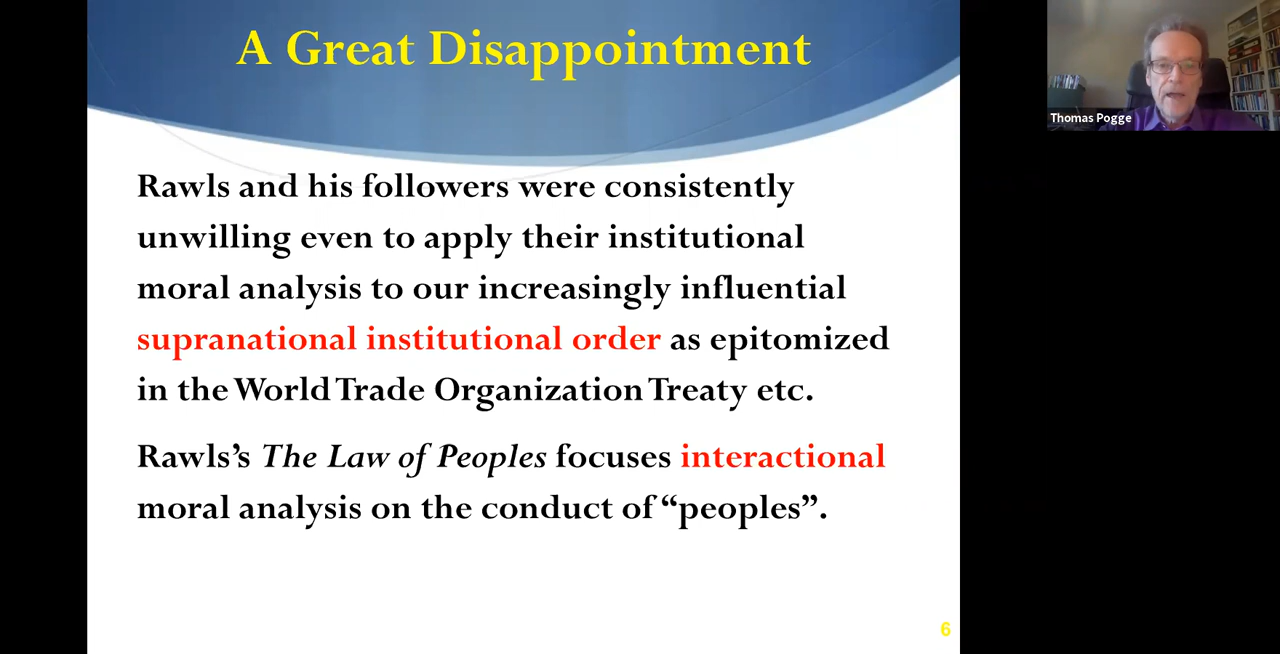 A Great Disappointment
Thomas Pogge
Rawls and his followers were consistently
unwilling even to apply their institutional
moral analysis to our increasingly influential
supranational institutional order as epitomized
in the World Trade Organization Treaty etc.
Rawls’s The Law of Peoples focuses interactional
moral analysis on the conduct of “peoples”.
6